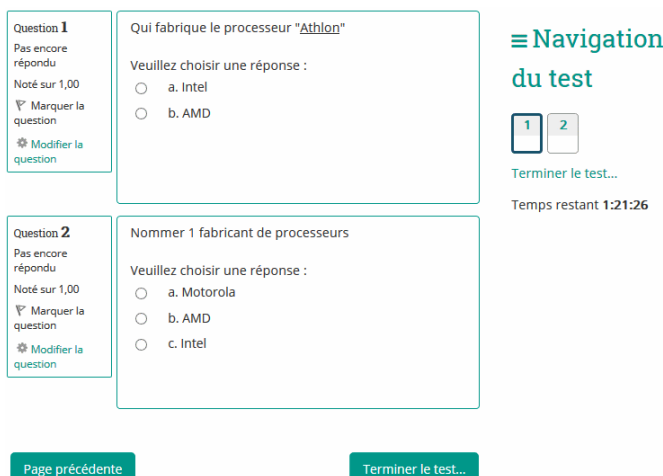 Question 1
Pas encore
répondu
Noté sur 1,00
Marquer la
question
Modifier la
question
Qui fabrique le processeur "Athlon"
Veuillez choisir une réponse :
a. Intel
b. AMD
Question 2
Pas encore
répondu
Noté sur 1,00
Marquer la
question
Modifier la
question
Nommer 1 fabricant de processeurs
Veuillez choisir une réponse :
a. Motorola
b. AMD
c. Intel
Page précédente
Terminer le test...
Navigation
du test
1 2
Terminer le test...
Temps restant 1:21:26